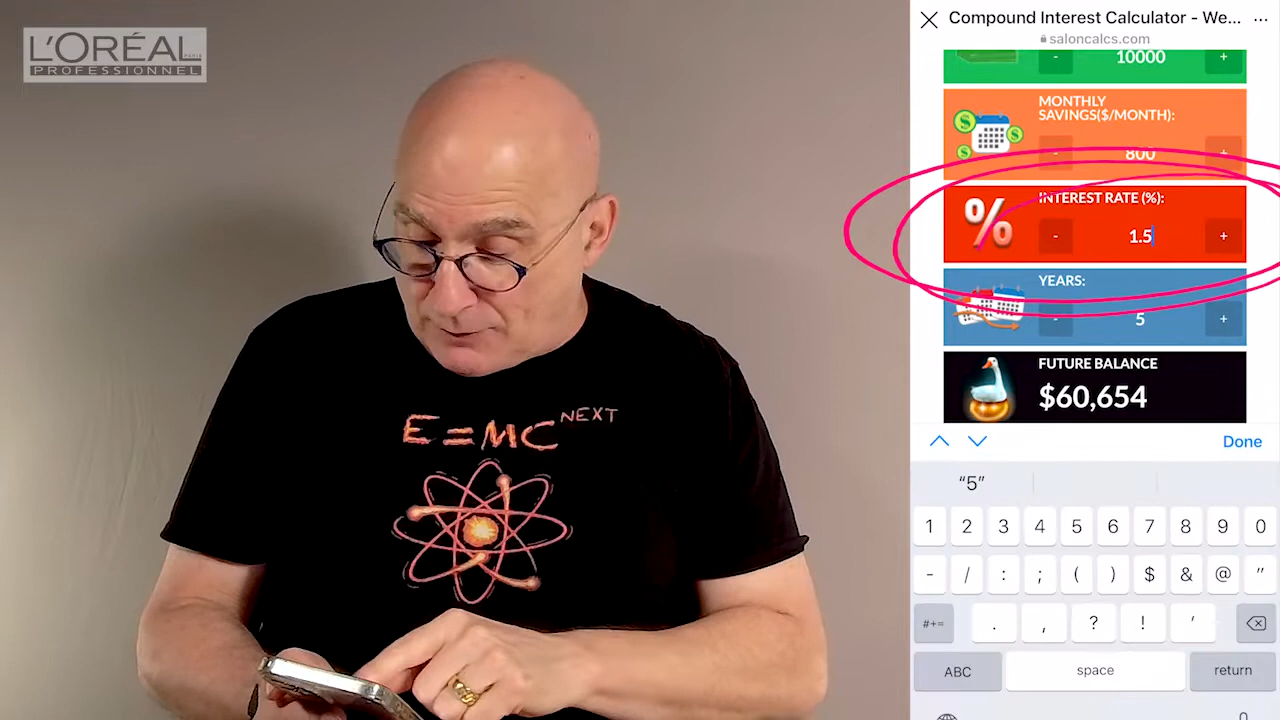 L'ORÉAL
PARIS
PROFESSIONNEL
E=MC NEXT
Compound Interest Calculator - We...
saloncalcs.com
- 10000 +
MONTHLY
SAVINGS($/MONTH):
- 800 +
%
INTEREST RATE (%):
- 1.5 +
YEARS:
- 5 +
FUTURE BALANCE
$60,654
Done
“5”
1 2 3 4 5 6 7 8 9 0
- / : ; ( ) $ & @ "
#+= . , ? ! '
ABC space return